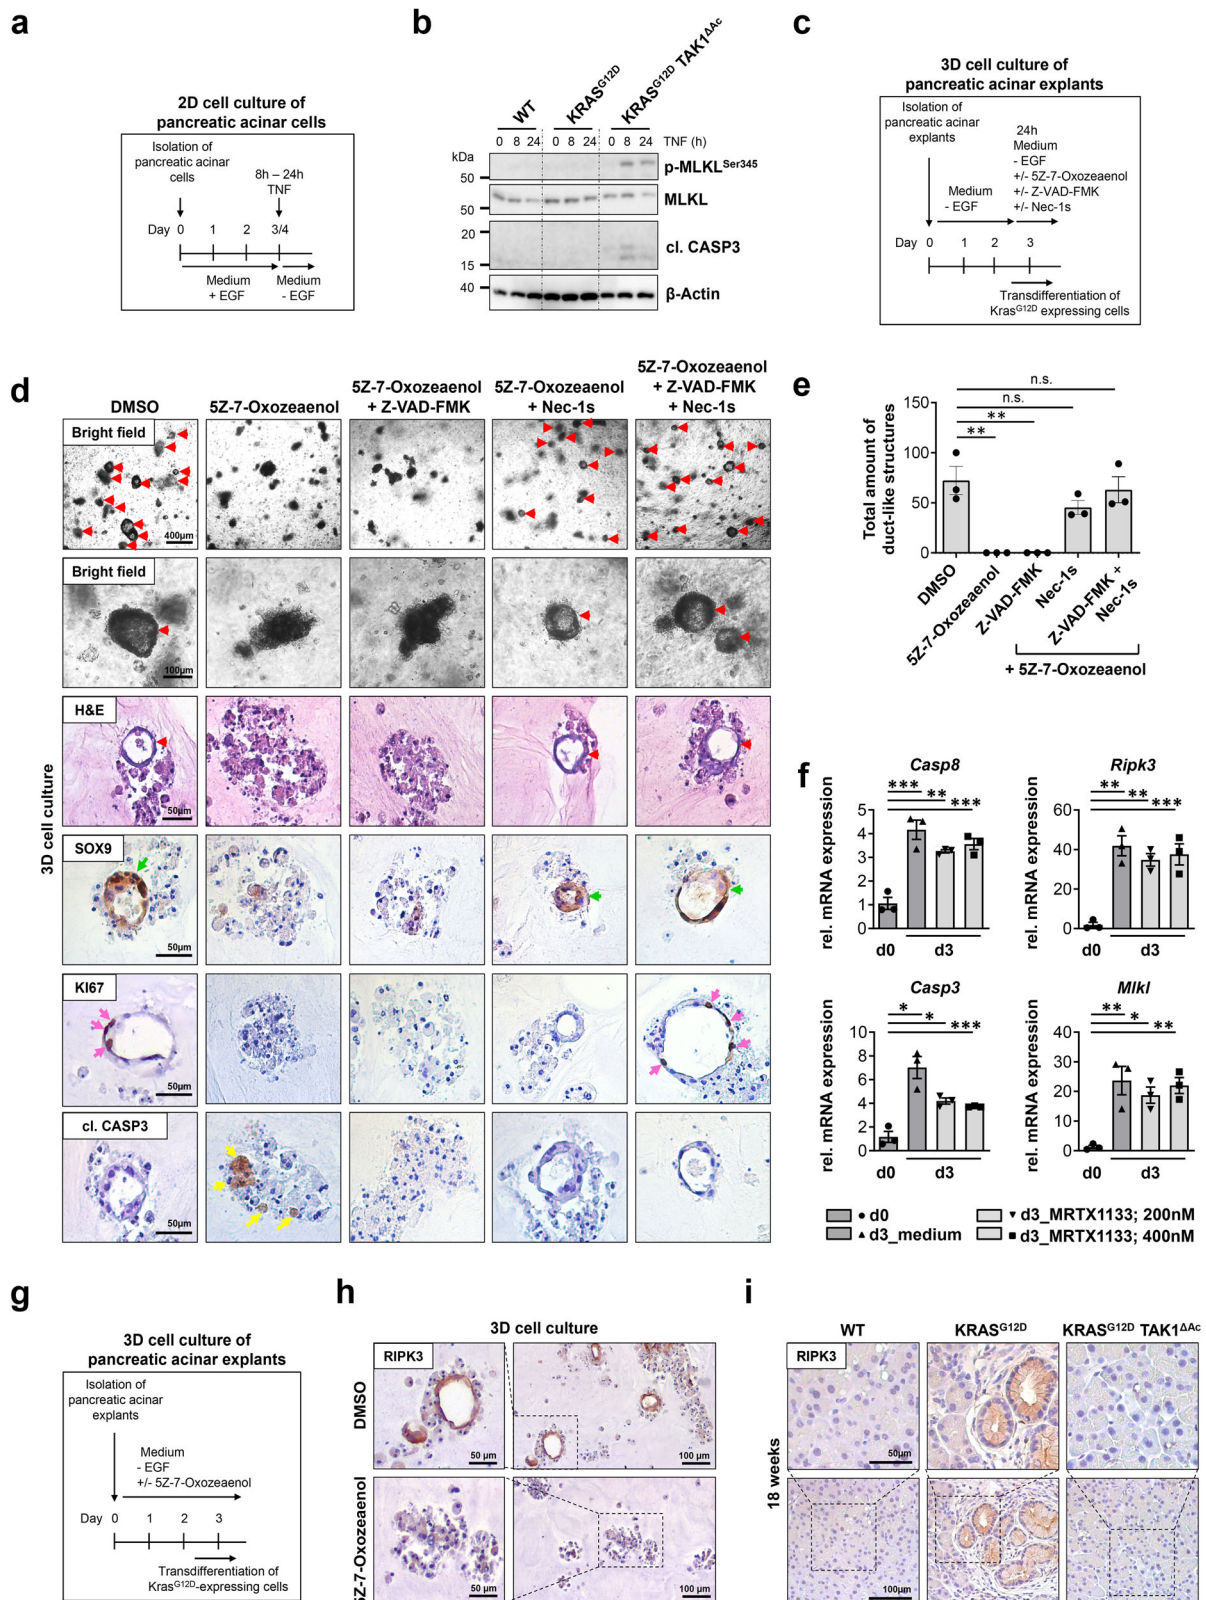 a
2D cell culture of
pancreatic acinar cells
Isolation of
pancreatic acinar
cells
8h – 24h
TNF
Day 0 1 2 3/4
Medium
+ EGF
Medium
- EGF
b
WT
KRASᴳ¹²ᴰ
KRASᴳ¹²ᴰ TAK1ᐞᴬᶜ
0 8 24 0 8 24 0 8 24 TNF (h)
kDa
50
p-MLKLSer345
50
MLKL
20
15
cl. CASP3
40
β-Actin
c
3D cell culture of
pancreatic acinar explants
Isolation of
pancreatic acinar
explants
24h
Medium
- EGF
+/- 5Z-7-Oxozeaenol
+/- Z-VAD-FMK
+/- Nec-1s
Medium
- EGF
Day 0 1 2 3
Transdifferentiation of
KrasG12D expressing cells
d
DMSO
5Z-7-Oxozeaenol
5Z-7-Oxozeaenol
+ Z-VAD-FMK
5Z-7-Oxozeaenol
+ Nec-1s
5Z-7-Oxozeaenol
+ Z-VAD-FMK
+ Nec-1s
3D cell culture
Bright field
400µm
Bright field
100µm
H&E
50µm
SOX9
50µm
KI67
50µm
cl. CASP3
50µm
e
n.s.
n.s.
**
**
Total amount of
duct-like structures
150
100
50
0
DMSO
5Z-7-Oxozeaenol
Z-VAD-FMK
Nec-1s
Z-VAD-FMK +
Nec-1s
+ 5Z-7-Oxozeaenol
f
Casp8
*** ** ***
rel. mRNA expression
5
4
3
2
1
0
d0 d3
Ripk3
** ** ***
rel. mRNA expression
60
40
20
0
d0 d3
Casp3
* * ***
rel. mRNA expression
10
8
6
4
2
0
d0 d3
Mlkl
** * **
rel. mRNA expression
40
30
20
10
0
d0 d3
d0
d3_medium
d3_MRTX1133; 200nM
d3_MRTX1133; 400nM
g
3D cell culture of
pancreatic acinar explants
Isolation of
pancreatic acinar
explants
Medium
- EGF
+/- 5Z-7-Oxozeaenol
Day 0 1 2 3
Transdifferentiation of
KrasG12D-expressing cells
h
3D cell culture
RIPK3
DMSO
50 µm
100 µm
5Z-7-Oxozeaenol
50 µm
100 µm
i
WT
KRASG12D
KRASG12D TAK1ΔAc
RIPK3
50µm
18 weeks
100µm